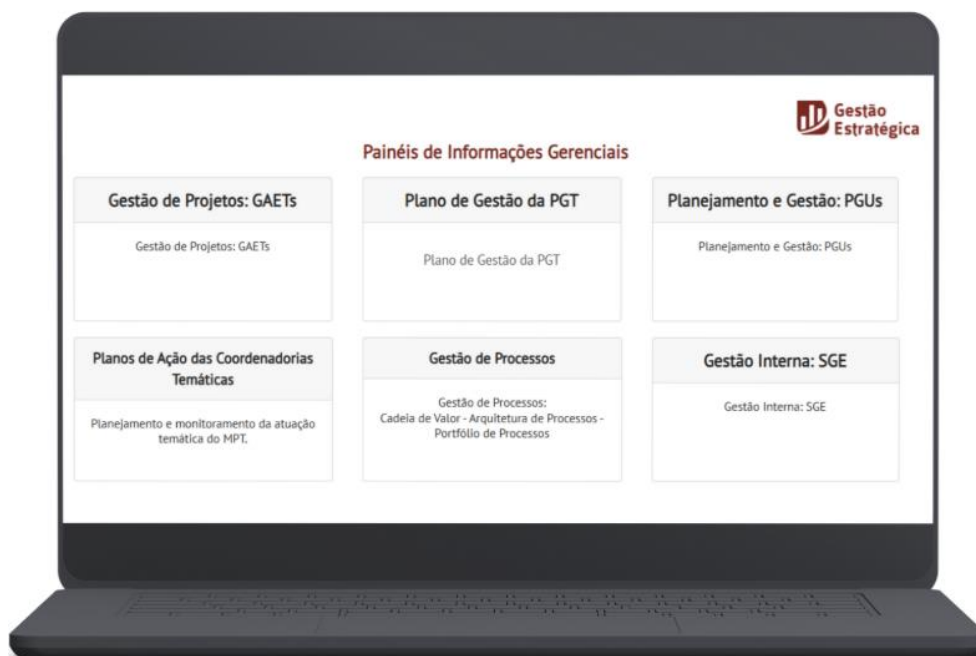 Gestão
Estratégica
Painéis de Informações Gerenciais
Gestão de Projetos: GAETs
Gestão de Projetos: GAETs
Plano de Gestão da PGT
Plano de Gestão da PGT
Planejamento e Gestão: PGUs
Planejamento e Gestão: PGUs
Planos de Ação das Coordenadorias
Temáticas
Planejamento e monitoramento da atuação
temática do MPT.
Gestão de Processos
Gestão de Processos:
Cadeia de Valor - Arquitetura de Processos -
Portfólio de Processos
Gestão Interna: SGE
Gestão Interna: SGE